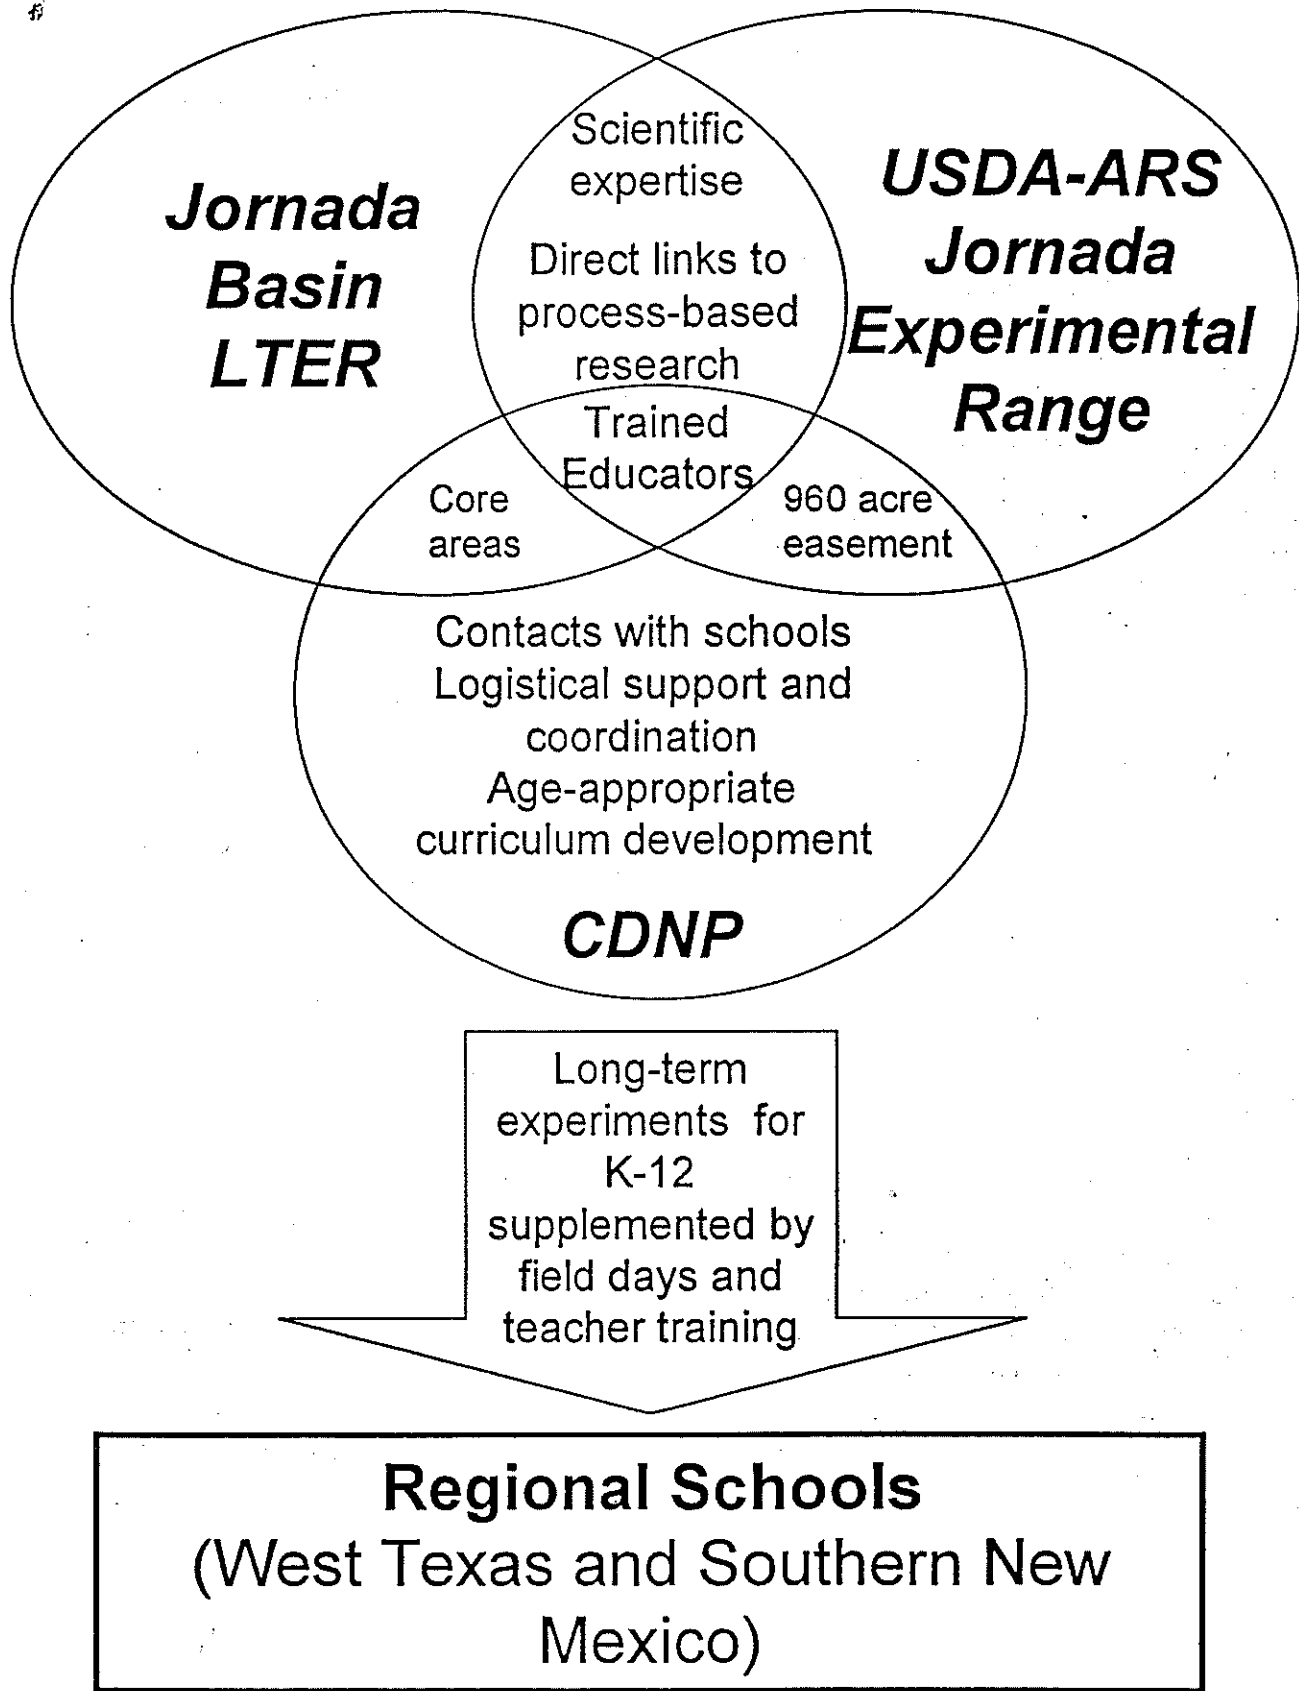 Jornada
Basin
LTER
Scientific
expertise
Direct links to
process-based
research
USDA-ARS
Jornada
Experimental
Range
Trained
Educators
Core
areas
960 acre
easement
Contacts with schools
Logistical support and
coordination
Age-appropriate
curriculum development
CDNP
Long-term
experiments for
K-12
supplemented by
field days and
teacher training
Regional Schools
(West Texas and Southern New
Mexico)